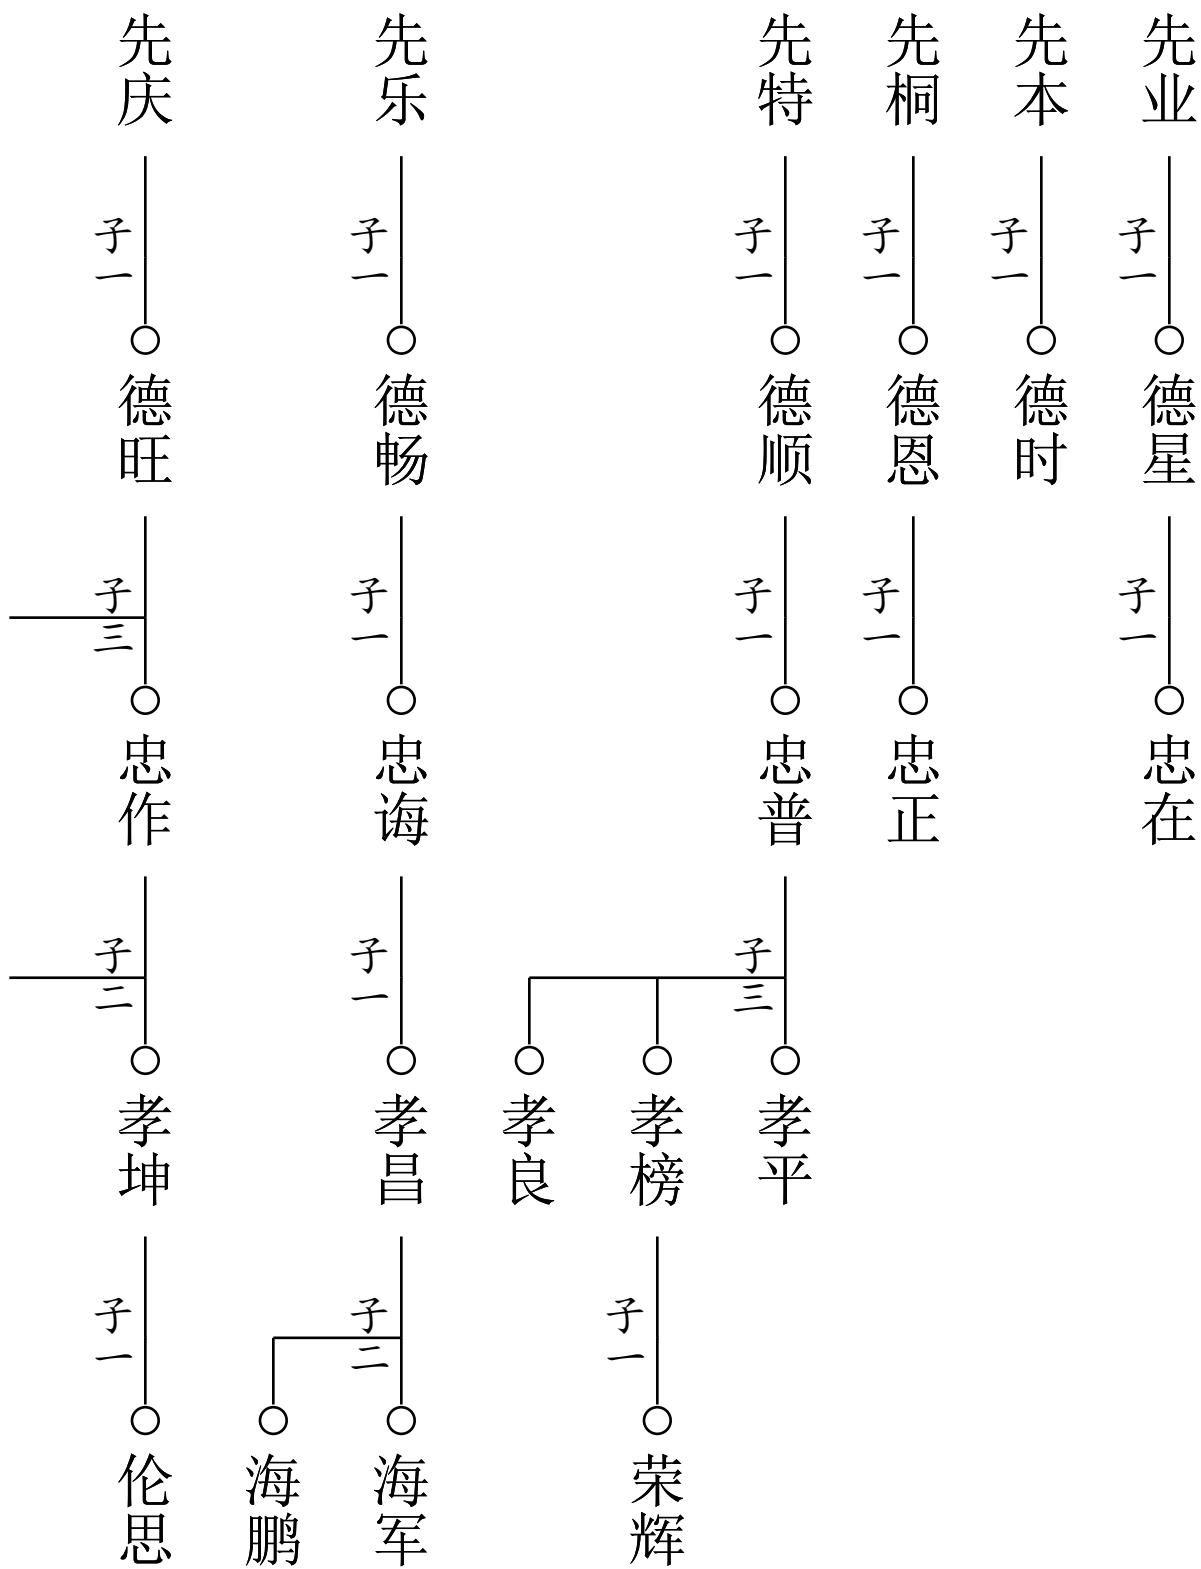 先业
先本
先桐
先特
先乐
先庆
子一
子一
子一
子一
子一
子一
德星
德时
德恩
德顺
德畅
德旺
子一
子一
子一
子一
子三
忠在
忠正
忠普
忠诲
忠作
子三
子一
子二
孝平
孝榜
孝良
孝昌
孝坤
子一
子二
子一
荣辉
海军
海鹏
伦思